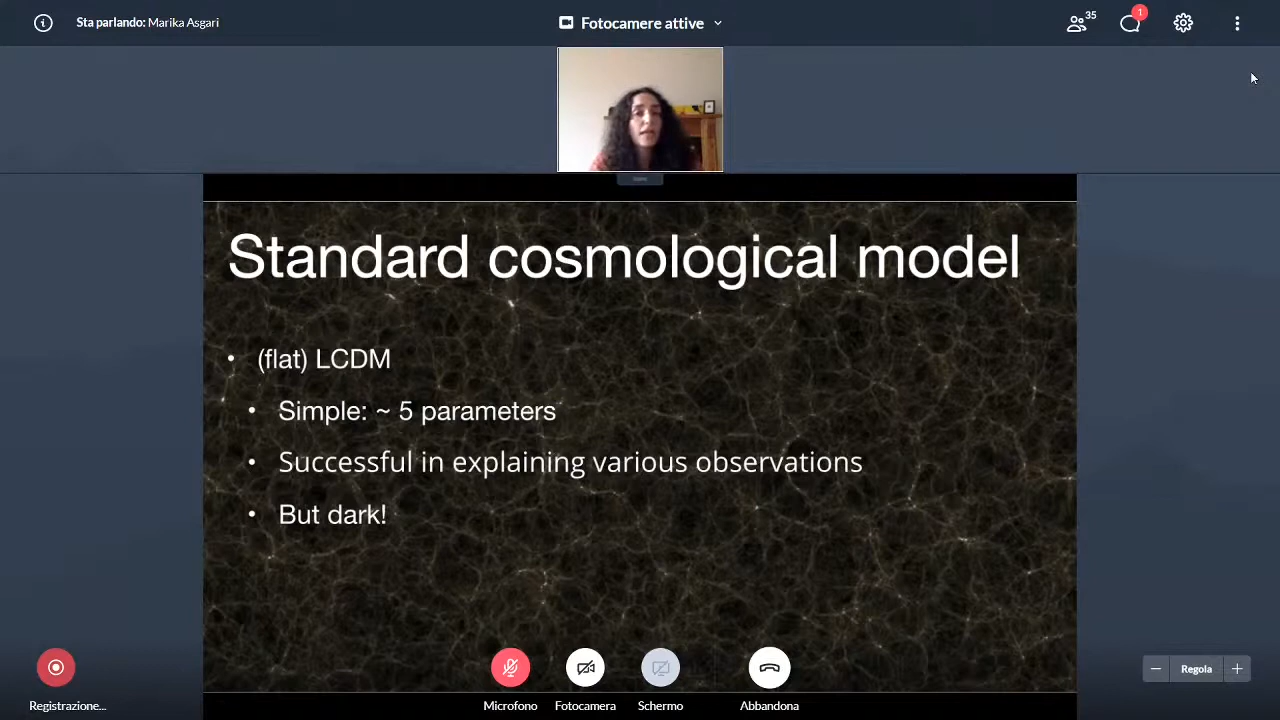 Sta parlando: Marika Asgari
Fotocamere attive
35
1
Standard cosmological model
• (flat) LCDM
• Simple: ~ 5 parameters
• Successful in explaining various observations
• But dark!
Registrazione...
Microfono
Fotocamera
Schermo
Abbandona
Regola